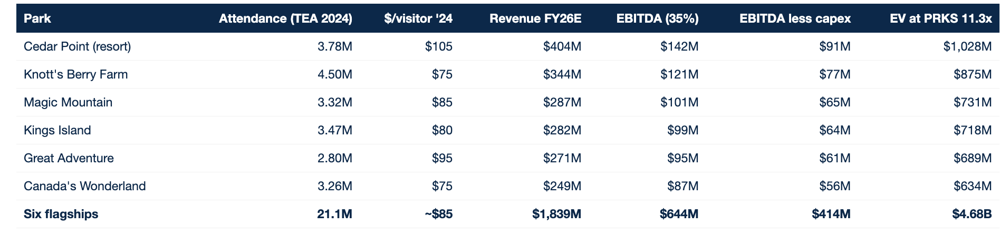 Park Attendance (TEA 2024) $/visitor '24 Revenue FY26E EBITDA (35%) EBITDA less capex EV at PRKS 11.3x
Cedar Point (resort) 3.78M $105 $404M $142M $91M $1,028M
Knott's Berry Farm 4.50M $75 $344M $121M $77M $875M
Magic Mountain 3.32M $85 $287M $101M $65M $731M
Kings Island 3.47M $80 $282M $99M $64M $718M
Great Adventure 2.80M $95 $271M $95M $61M $689M
Canada's Wonderland 3.26M $75 $249M $87M $56M $634M
Six flagships 21.1M ~$85 $1,839M $644M $414M $4.68B